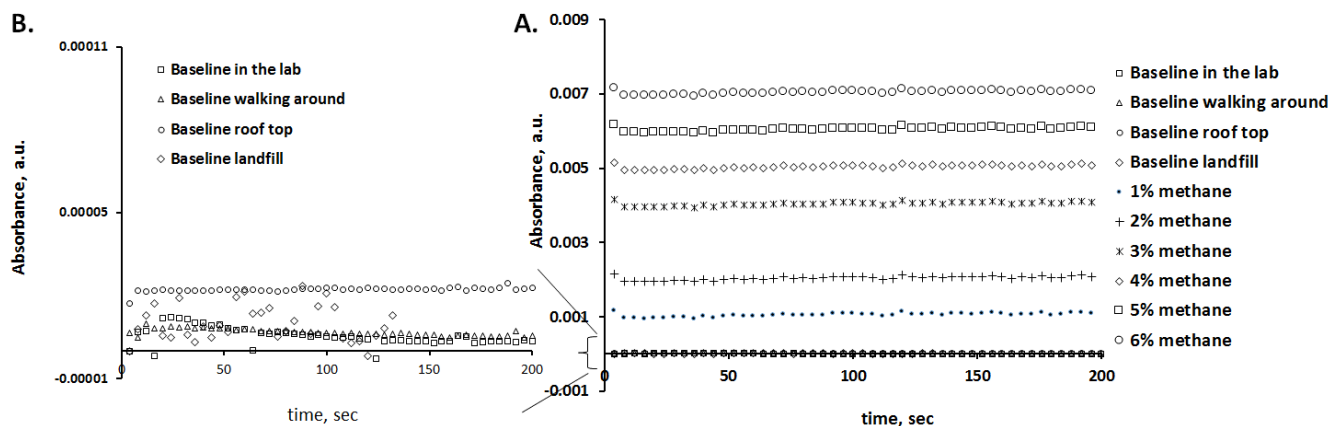 B.
0.00011
0.00005
-0.00001
Absorbance, a.u.
Baseline in the lab
Baseline walking around
Baseline roof top
Baseline landfill
0
50
100
150
200
time, sec
A.
0.009
0.007
0.005
0.003
0.001
-0.001
Absorbance, a.u.
0
50
100
150
200
time, sec
Baseline in the lab
Baseline walking around
Baseline roof top
Baseline landfill
1% methane
2% methane
3% methane
4% methane
5% methane
6% methane